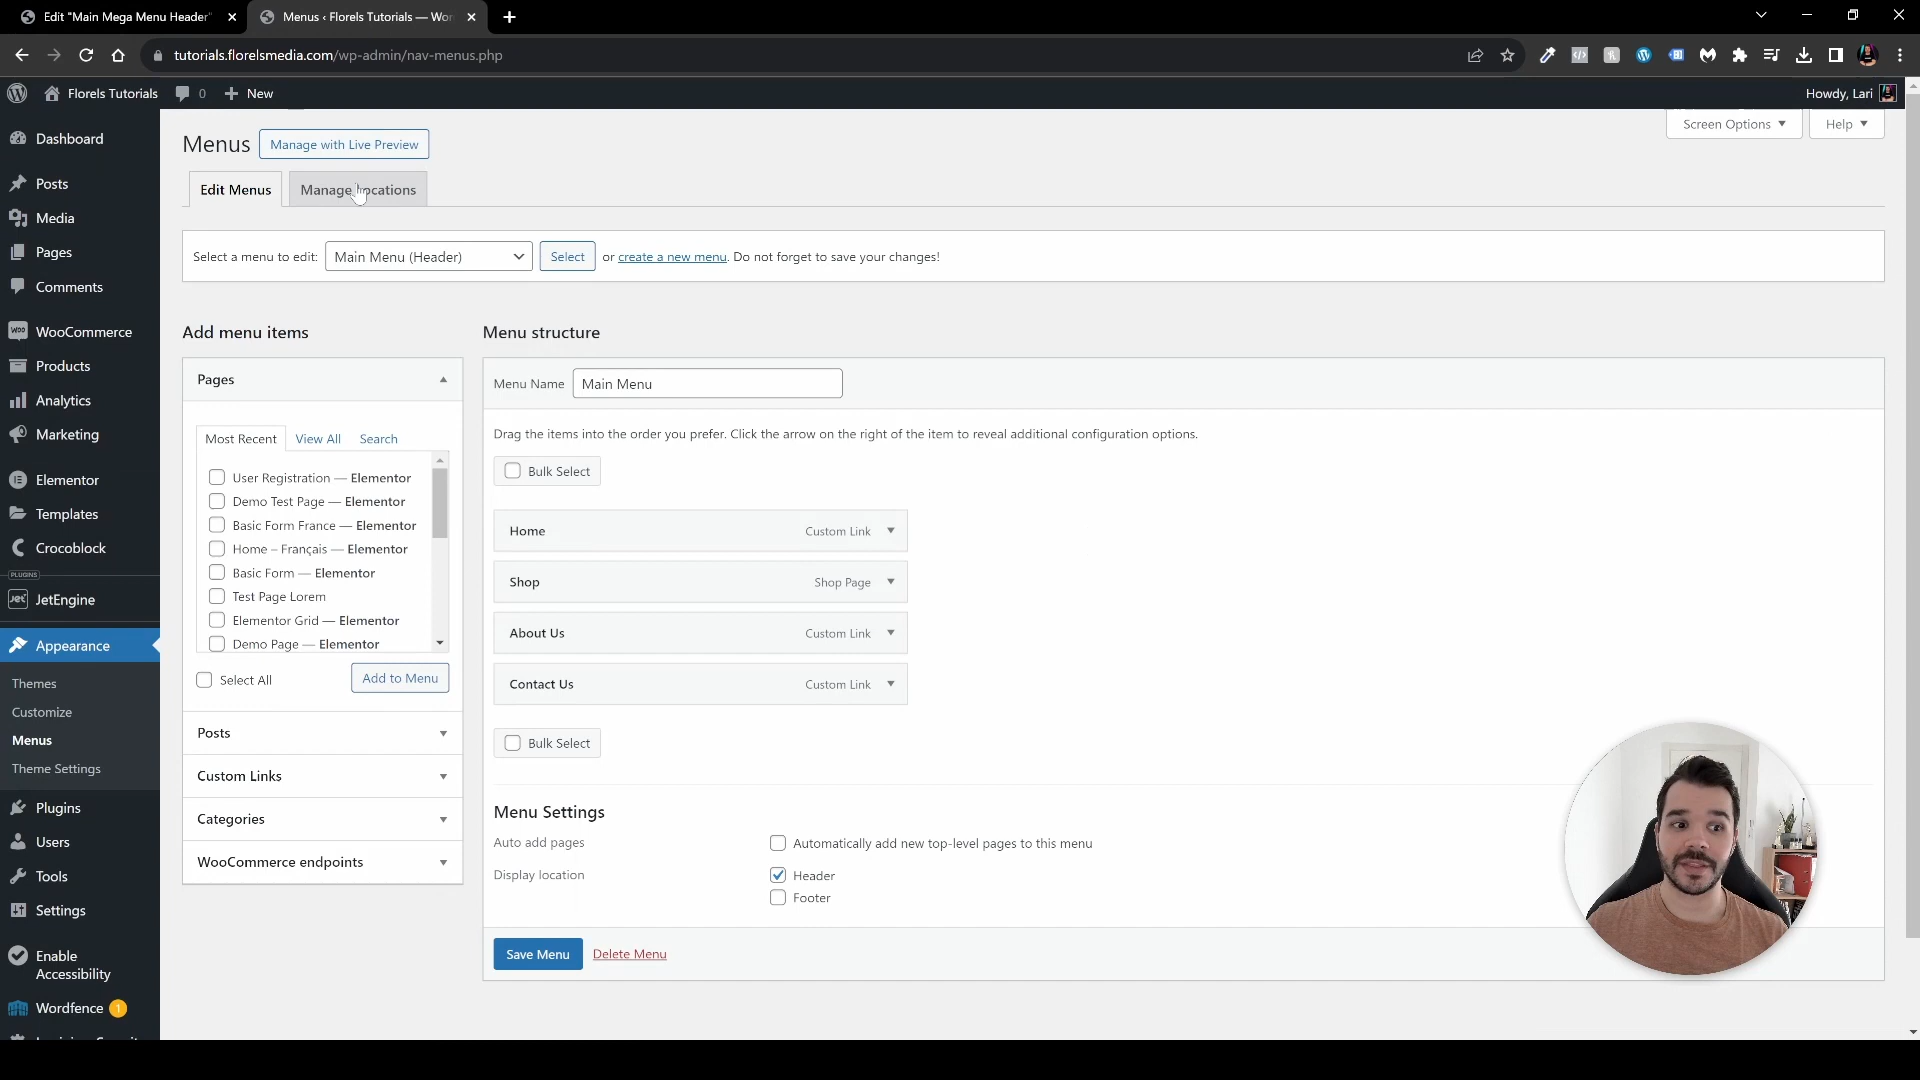 Edit "Main Mega Menu Header"
Menus ‹ Florels Tutorials — Wor
tutorials.florelsmedia.com/wp-admin/nav-menus.php
Florels Tutorials
0
New
Howdy, Lari
Dashboard
Posts
Media
Pages
Comments
WooCommerce
Products
Analytics
Marketing
Elementor
Templates
Crocoblock
PLUGINS
JetEngine
Appearance
Themes
Customize
Menus
Theme Settings
Plugins
Users
Tools
Settings
Enable
Accessibility
Wordfence 1
Menus
Manage with Live Preview
Screen Options
Help
Edit Menus
Manage Locations
Select a menu to edit: Main Menu (Header) Select or create a new menu. Do not forget to save your changes!
Add menu items
Pages
Most Recent View All Search
User Registration — Elementor
Demo Test Page — Elementor
Basic Form France — Elementor
Home – Français — Elementor
Basic Form — Elementor
Test Page Lorem
Elementor Grid — Elementor
Demo Page — Elementor
Select All
Add to Menu
Posts
Custom Links
Categories
WooCommerce endpoints
Menu structure
Menu Name Main Menu
Drag the items into the order you prefer. Click the arrow on the right of the item to reveal additional configuration options.
Bulk Select
Home Custom Link
Shop Shop Page
About Us Custom Link
Contact Us Custom Link
Bulk Select
Menu Settings
Auto add pages Automatically add new top-level pages to this menu
Display location Header
Footer
Save Menu Delete Menu